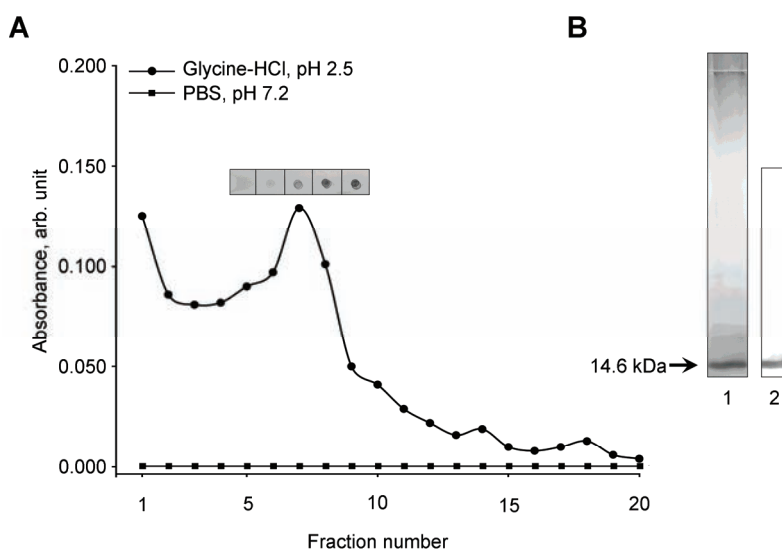 A
B
0.200
Glycine-HCl, pH 2.5
PBS, pH 7.2
0.150
0.100
0.050
0.000
Absorbance, arb. unit
1
5
10
15
20
Fraction number
14.6 kDa
1
2